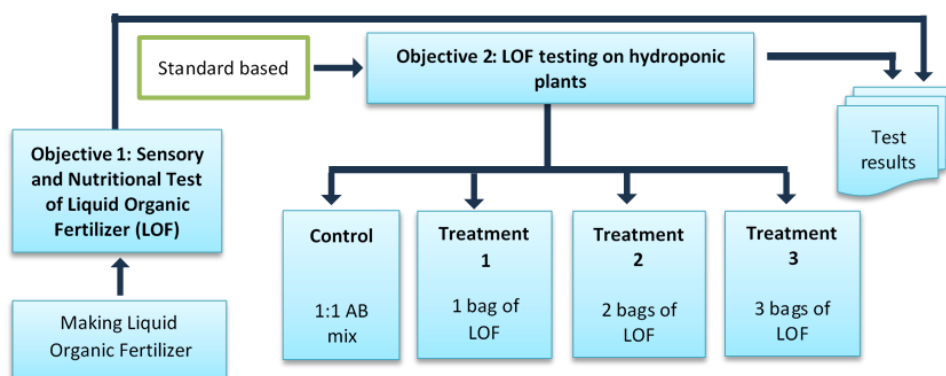 Standard based
Objective 2: LOF testing on hydroponic
plants
Test
results
Objective 1: Sensory
and Nutritional Test
of Liquid Organic
Fertilizer (LOF)
Making Liquid
Organic Fertilizer
Control
1:1 AB
mix
Treatment
1
1 bag of
LOF
Treatment
2
2 bags of
LOF
Treatment
3
3 bags of
LOF